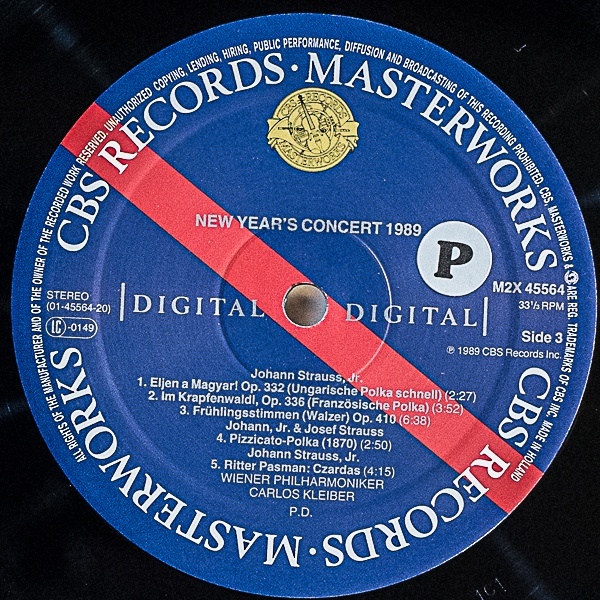 ALL RIGHTS OF THE MANUFACTURER AND OF THE OWNER OF THE RECORDED WORK RESERVED. UNAUTHORIZED COPYING, LENDING, HIRING, PUBLIC PERFORMANCE, DIFFUSION AND BROADCASTING OF THIS RECORDING PROHIBITED. CBS, MASTERWORKS & ARE REG. TRADEMARKS OF CBS INC. MADE IN HOLLAND
CBS RECORDS · MASTERWORKS
CBS RECORDS
MASTERWORKS
NEW YEAR'S CONCERT 1989
P
M2X 45564
33⅓ RPM
STEREO
(01-45564-20)
LC -0149
DIGITAL DIGITAL
Side 3
℗ 1989 CBS Records Inc.
Johann Strauss, Jr.
1. Eljen a Magyar! Op. 332 (Ungarische Polka schnell) (2:27)
2. Im Krapfenwaldl, Op. 336 (Französische Polka) (3:52)
3. Frühlingsstimmen (Walzer) Op. 410 (6:38)
Johann, Jr. & Josef Strauss
4. Pizzicato-Polka (1870) (2:50)
Johann Strauss, Jr.
5. Ritter Pasman: Czardas (4:15)
WIENER PHILHARMONIKER
CARLOS KLEIBER
P.D.
CBS RECORDS · MASTERWORKS